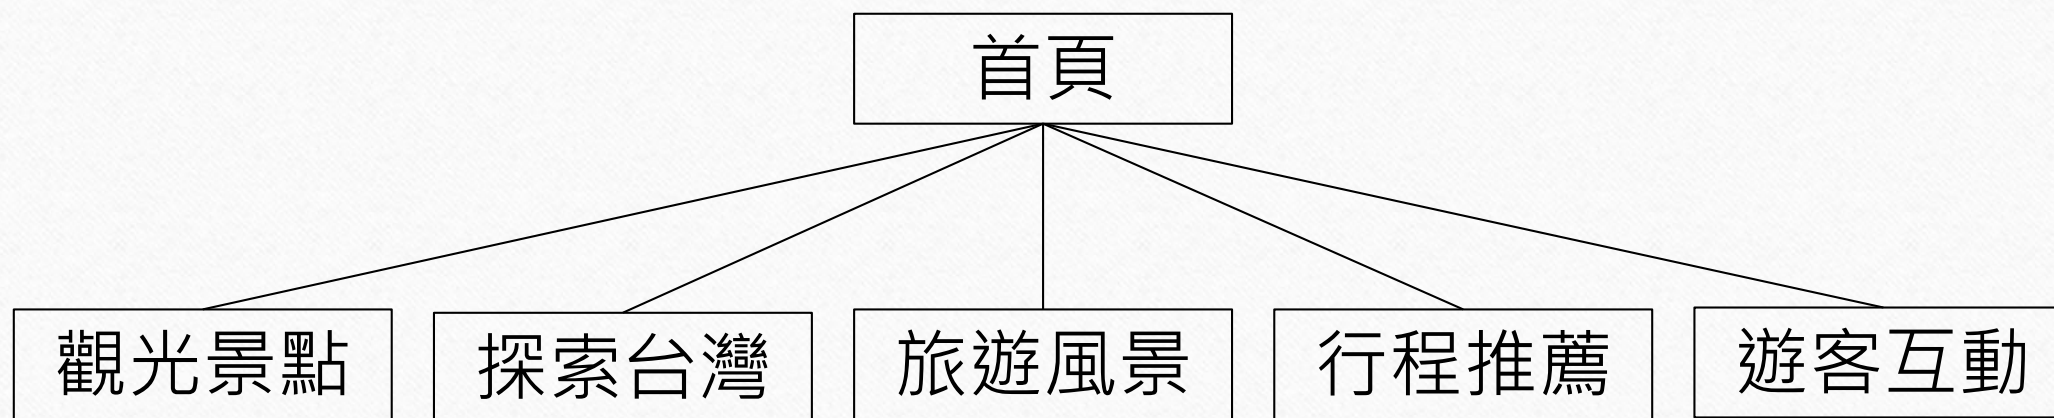 首頁
觀光景點
探索台灣
旅遊風景
行程推薦
遊客互動